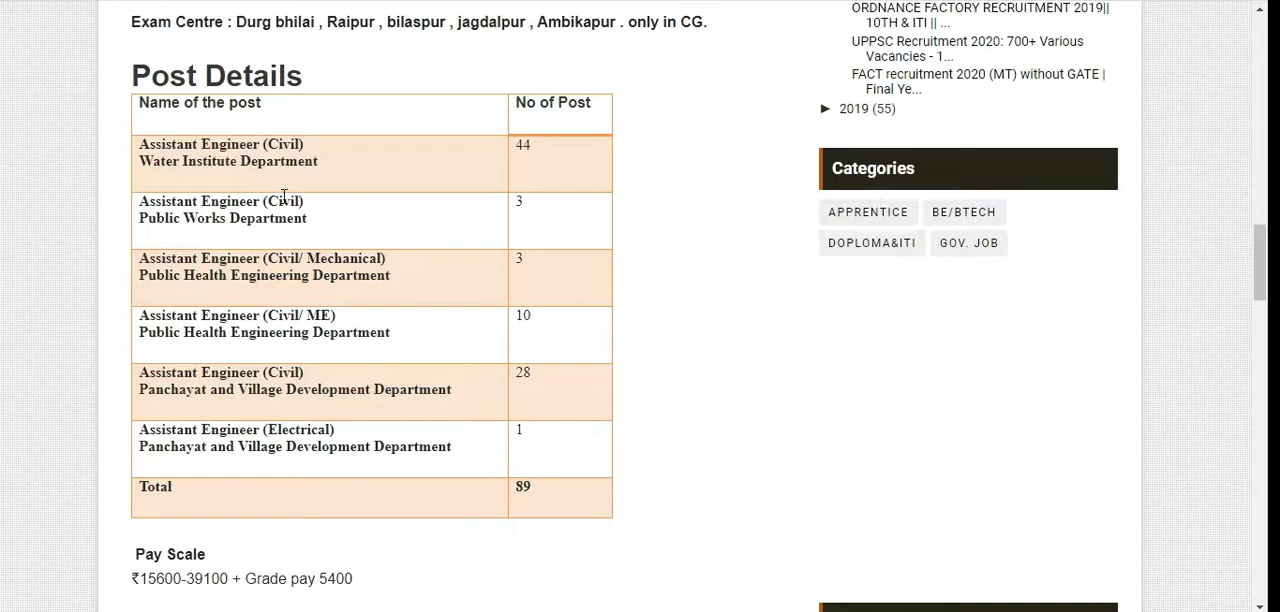 Exam Centre : Durg bhilai , Raipur , bilaspur , jagdalpur , Ambikapur . only in CG.
Post Details
Name of the post No of Post
Assistant Engineer (Civil) 44
Water Institute Department
Assistant Engineer (Civil) 3
Public Works Department
Assistant Engineer (Civil/ Mechanical) 3
Public Health Engineering Department
Assistant Engineer (Civil/ ME) 10
Public Health Engineering Department
Assistant Engineer (Civil) 28
Panchayat and Village Development Department
Assistant Engineer (Electrical) 1
Panchayat and Village Development Department
Total 89
Pay Scale
₹15600-39100 + Grade pay 5400
ORDNANCE FACTORY RECRUITMENT 2019||
10TH & ITI || ...
UPPSC Recruitment 2020: 700+ Various
Vacancies - 1...
FACT recruitment 2020 (MT) without GATE |
Final Ye...
► 2019 (55)
Categories
APPRENTICE BE/BTECH
DOPLOMA&ITI GOV. JOB